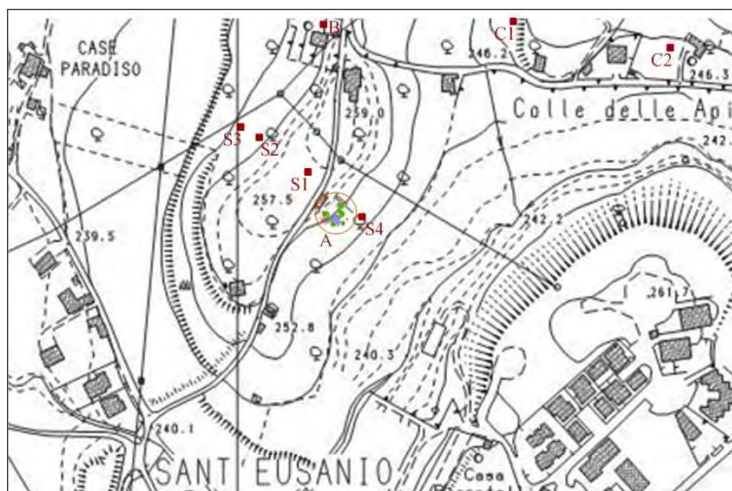 B
C1
CASE
PARADISO
246.2
C2
246.3
259.0
Colle delle Api
S3
S2
242.
S1
257.5
242.2
A
S4
239.5
261.7
252.8
240.3
240.1
SANT EUSANIO
Casa